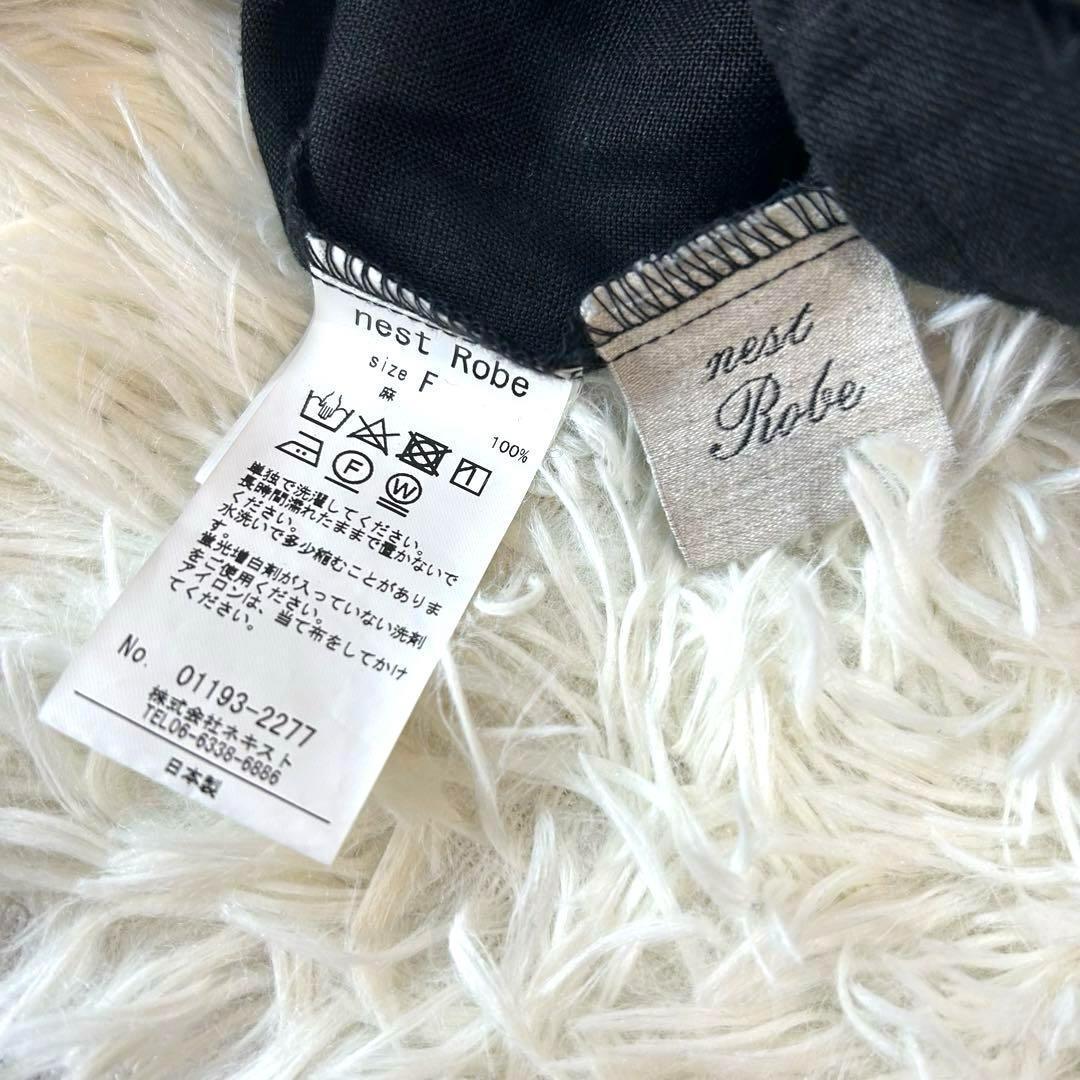 nest Robe
size F
麻
100%
F
W
単独で洗濯してください。
長時間濡れたままで置かないで
ください。
水洗いで多少縮むことがありま
す。
蛍光増白剤が入っていない洗剤
をご使用ください。
アイロンは、当て布をしてかけ
てください。
No. 01193-2277
株式会社ネキスト
TEL06-6338-6886
日本製
nest
Robe